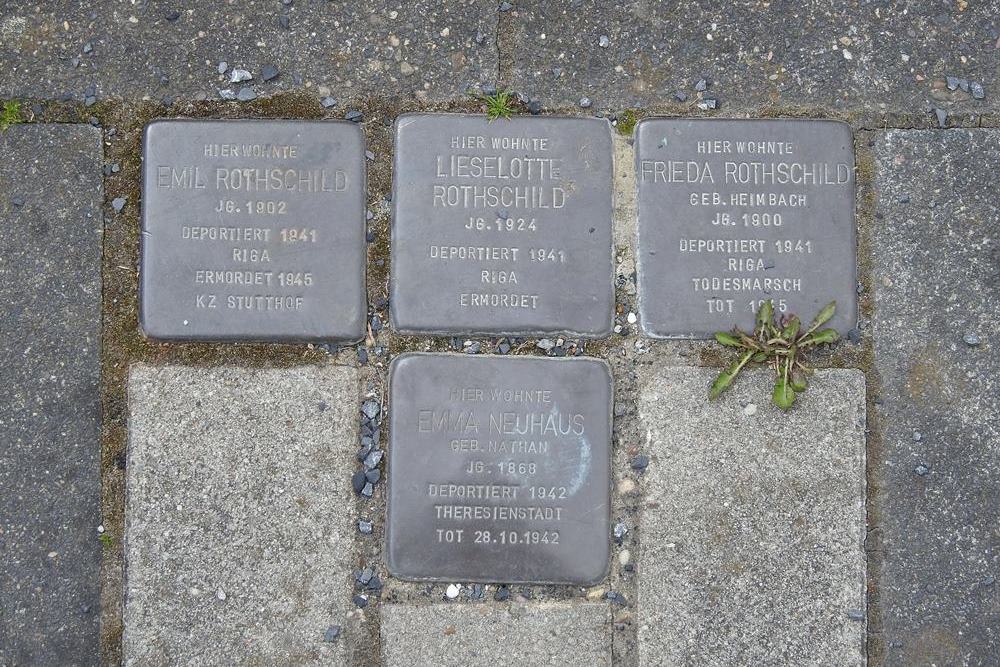 HIER WOHNTE
EMIL ROTHSCHILD
JG. 1902
DEPORTIERT 1941
RIGA
ERMORDET 1945
KZ STUTTHOF
HIER WOHNTE
LIESELOTTE
ROTHSCHILD
JG. 1924
DEPORTIERT 1941
RIGA
ERMORDET
HIER WOHNTE
FRIEDA ROTHSCHILD
GEB. HEIMBACH
JG. 1900
DEPORTIERT 1941
RIGA
TODESMARSCH
TOT 1945
HIER WOHNTE
EMMA NEUHAUS
GEB. NATHAN
JG. 1868
DEPORTIERT 1942
THERESIENSTADT
TOT 28.10.1942